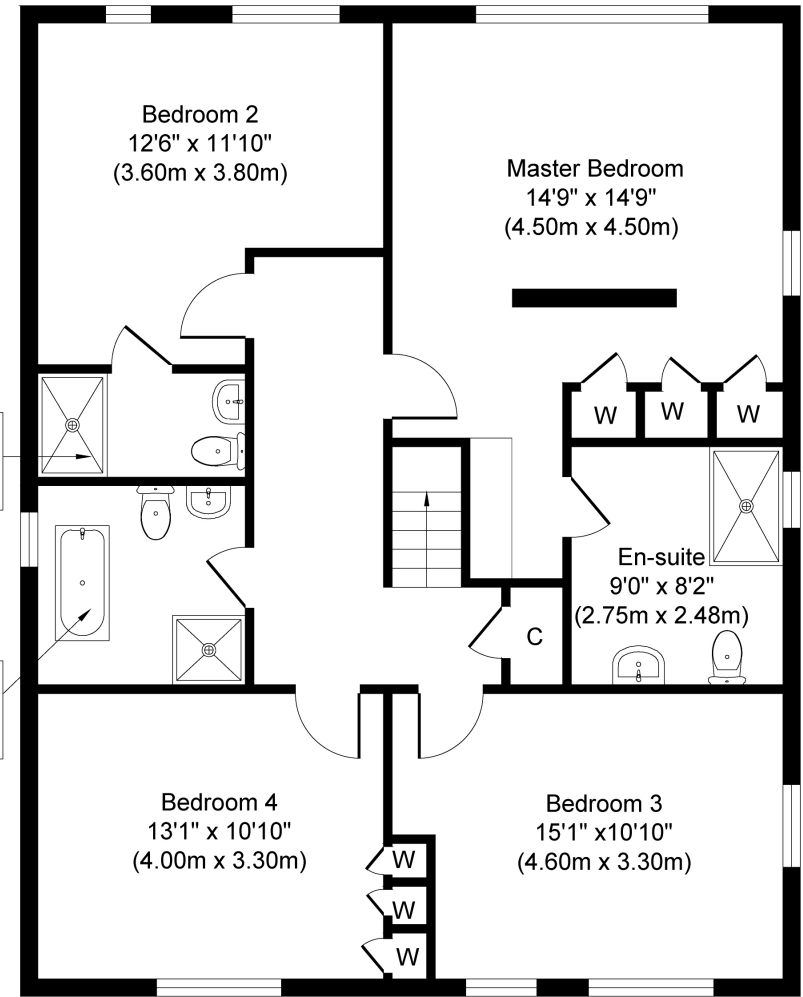 Bedroom 2
12'6" x 11'10"
(3.60m x 3.80m)
Master Bedroom
14'9" x 14'9"
(4.50m x 4.50m)
W
W
W
En-suite
9'0" x 8'2"
(2.75m x 2.48m)
C
Bedroom 4
13'1" x 10'10"
(4.00m x 3.30m)
Bedroom 3
15'1" x10'10"
(4.60m x 3.30m)
W
W
W